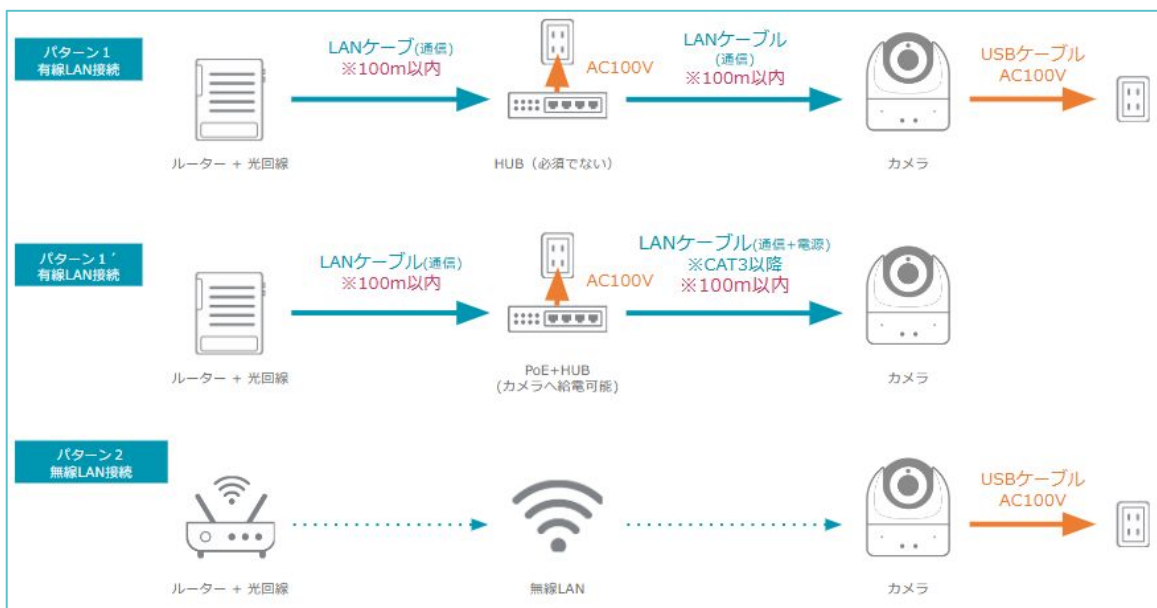 パターン1
有線LAN接続
LANケーブ(通信)
※100m以内
AC100V
LANケーブル
(通信)
※100m以内
USBケーブル
AC100V
ルーター + 光回線
HUB（必須でない）
カメラ
パターン1´
有線LAN接続
LANケーブル(通信)
※100m以内
AC100V
LANケーブル(通信+電源)
※CAT3以降
※100m以内
ルーター + 光回線
PoE+HUB
(カメラへ給電可能)
カメラ
パターン2
無線LAN接続
USBケーブル
AC100V
ルーター + 光回線
無線LAN
カメラ